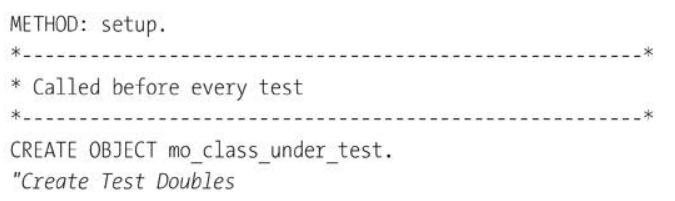 METHOD: setup.
*-------------------------------------------------------*
* Called before every test
*-------------------------------------------------------*
CREATE OBJECT mo_class_under_test.
"Create Test Doubles